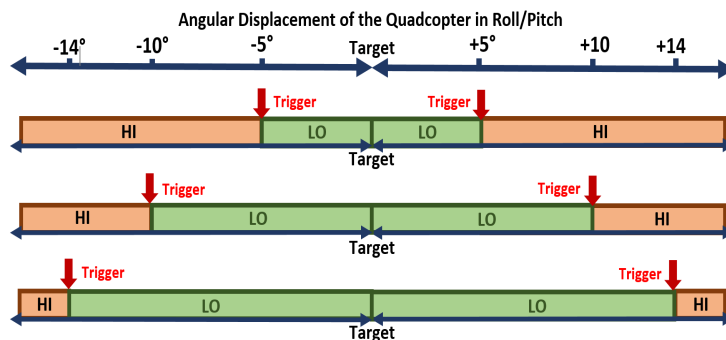 Angular Displacement of the Quadcopter in Roll/Pitch
-14° -10° -5° Target +5° +10 +14
Trigger Trigger
HI LO LO HI
Target
Trigger Trigger
HI LO LO HI
Target
Trigger Trigger
HI LO LO HI
Target